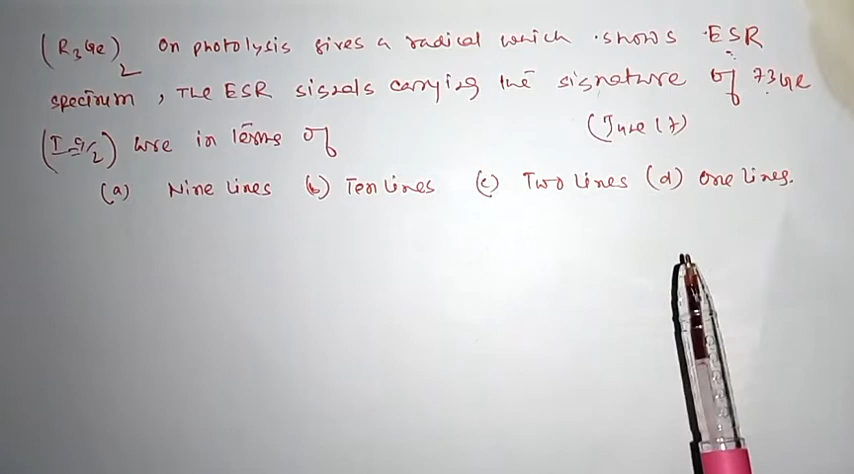 (R3Ge)2 on photolysis gives a radical which shows ESR
spectrum, The ESR signals carrying the signature of 73Ge
(I=9/2) are in terms of (June 17)
(a) Nine lines (b) Ten lines (c) Two lines (d) one lines.